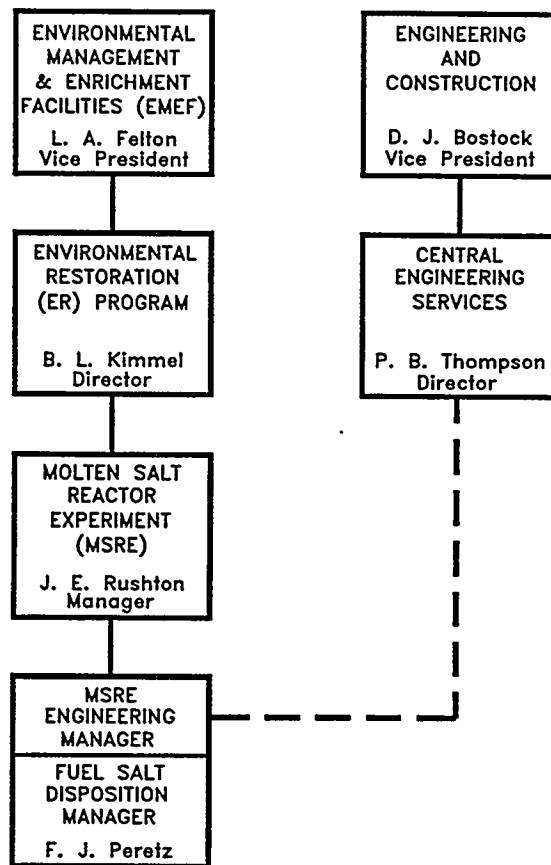 ENVIRONMENTAL
MANAGEMENT
& ENRICHMENT
FACILITIES (EMEF)
L. A. Felton
Vice President
ENGINEERING
AND
CONSTRUCTION
D. J. Bostock
Vice President
ENVIRONMENTAL
RESTORATION
(ER) PROGRAM
B. L. Kimmel
Director
CENTRAL
ENGINEERING
SERVICES
P. B. Thompson
Director
MOLTEN SALT
REACTOR
EXPERIMENT
(MSRE)
J. E. Rushton
Manager
MSRE
ENGINEERING
MANAGER
FUEL SALT
DISPOSITION
MANAGER
F. J. Peretz